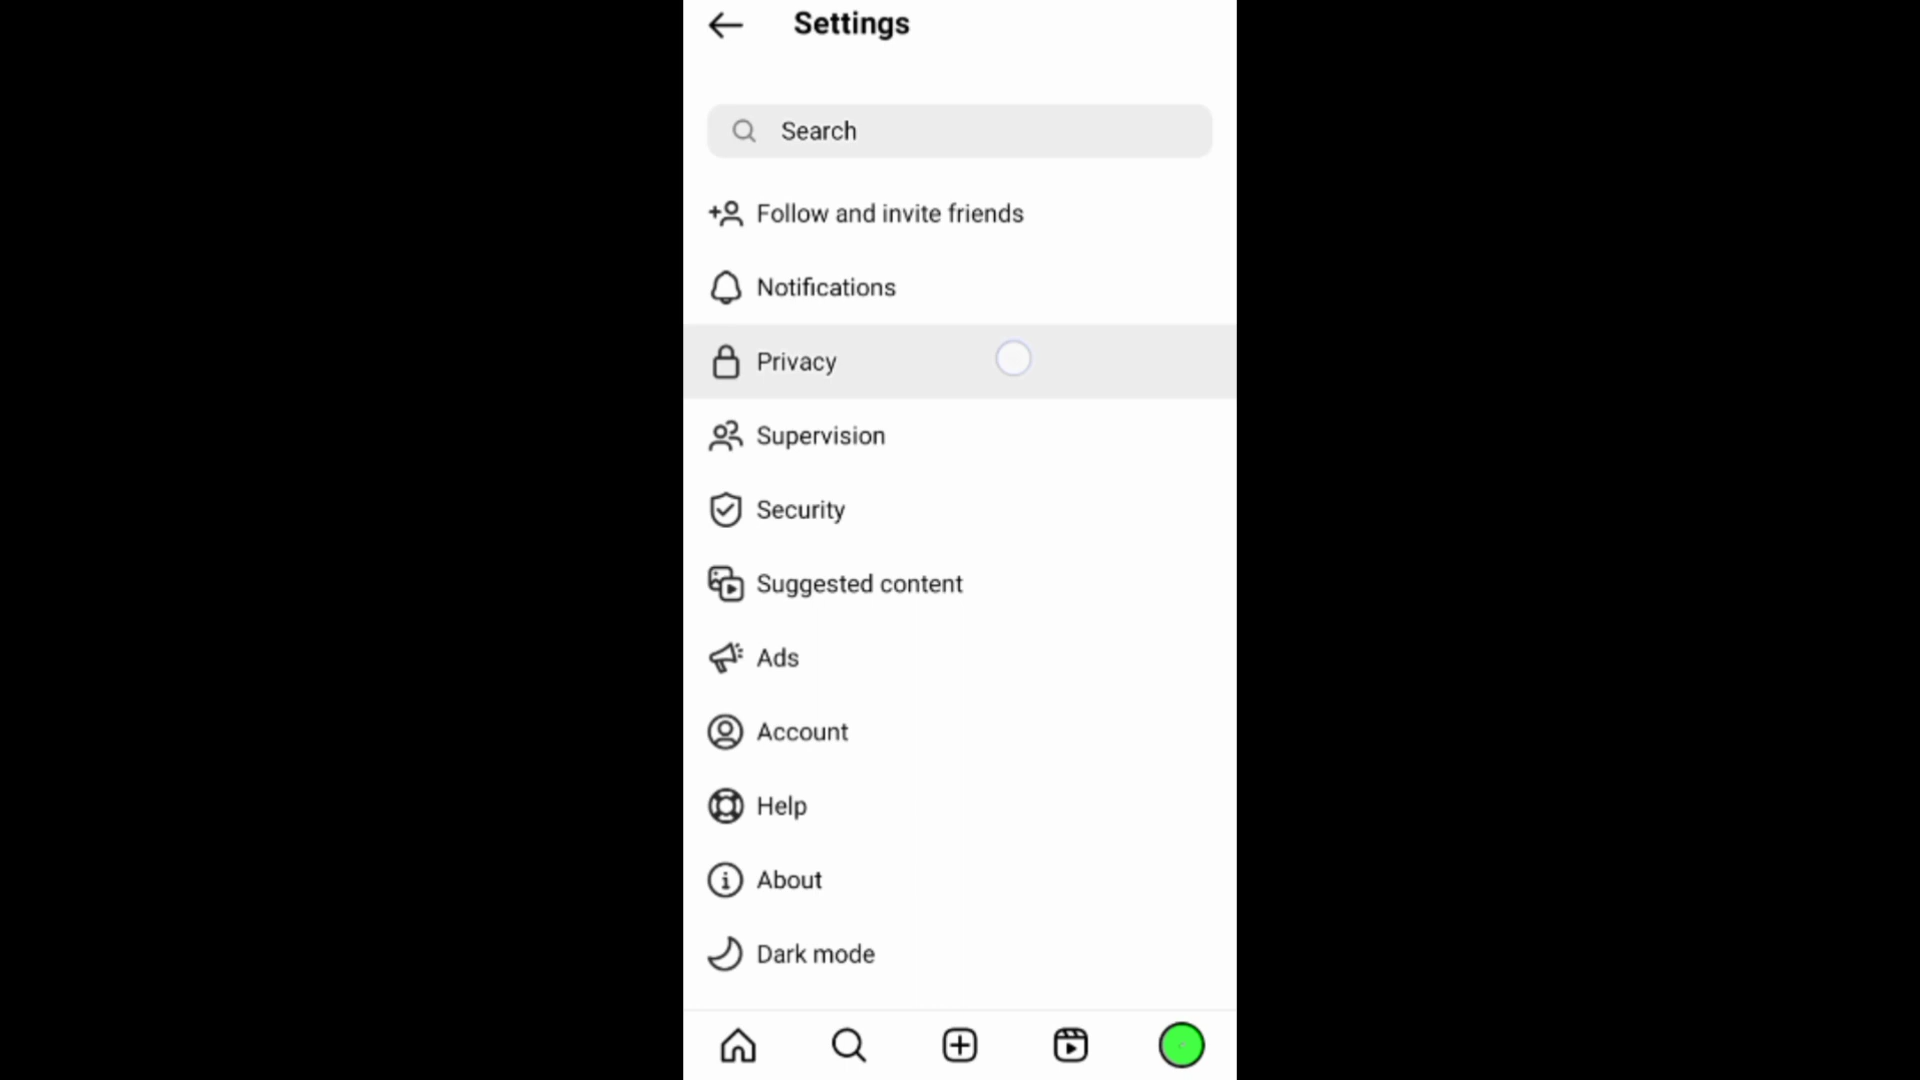 Settings
Search
Follow and invite friends
Notifications
Privacy
Supervision
Security
Suggested content
Ads
Account
Help
About
Dark mode